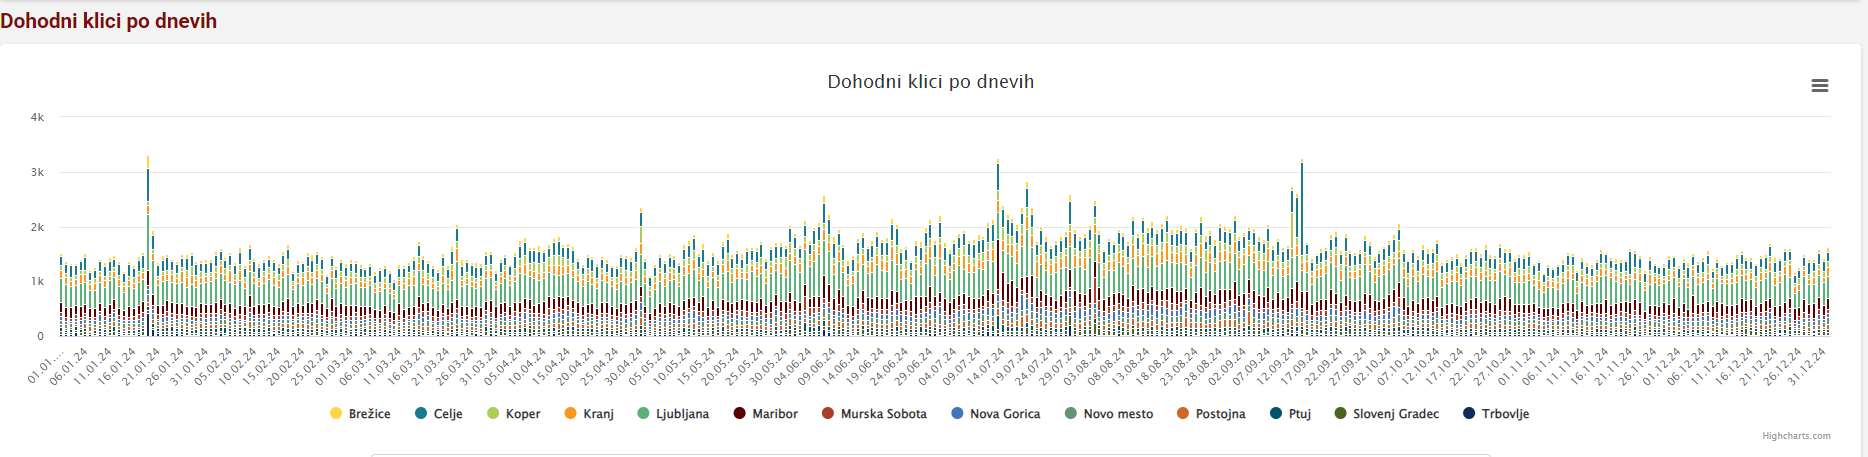 Dohodni klici po dnevih
Dohodni klici po dnevih
4k
3k
2k
1k
0
01.01.… 06.01.24 11.01.24 16.01.24 21.01.24 26.01.24 31.01.24 05.02.24 10.02.24 15.02.24 20.02.24 25.02.24 01.03.24 06.03.24 11.03.24 16.03.24 21.03.24 26.03.24 31.03.24 05.04.24 10.04.24 15.04.24 20.04.24 25.04.24 30.04.24 05.05.24 10.05.24 15.05.24 20.05.24 25.05.24 30.05.24 04.06.24 09.06.24 14.06.24 19.06.24 24.06.24 29.06.24 04.07.24 09.07.24 14.07.24 19.07.24 24.07.24 29.07.24 03.08.24 08.08.24 13.08.24 18.08.24 23.08.24 28.08.24 02.09.24 07.09.24 12.09.24 17.09.24 22.09.24 27.09.24 02.10.24 07.10.24 12.10.24 17.10.24 22.10.24 27.10.24 01.11.24 06.11.24 11.11.24 16.11.24 21.11.24 26.11.24 01.12.24 06.12.24 11.12.24 16.12.24 21.12.24 26.12.24 31.12.24
Brežice Celje Koper Kranj Ljubljana Maribor Murska Sobota Nova Gorica Novo mesto Postojna Ptuj Slovenj Gradec Trbovlje
Highcharts.com